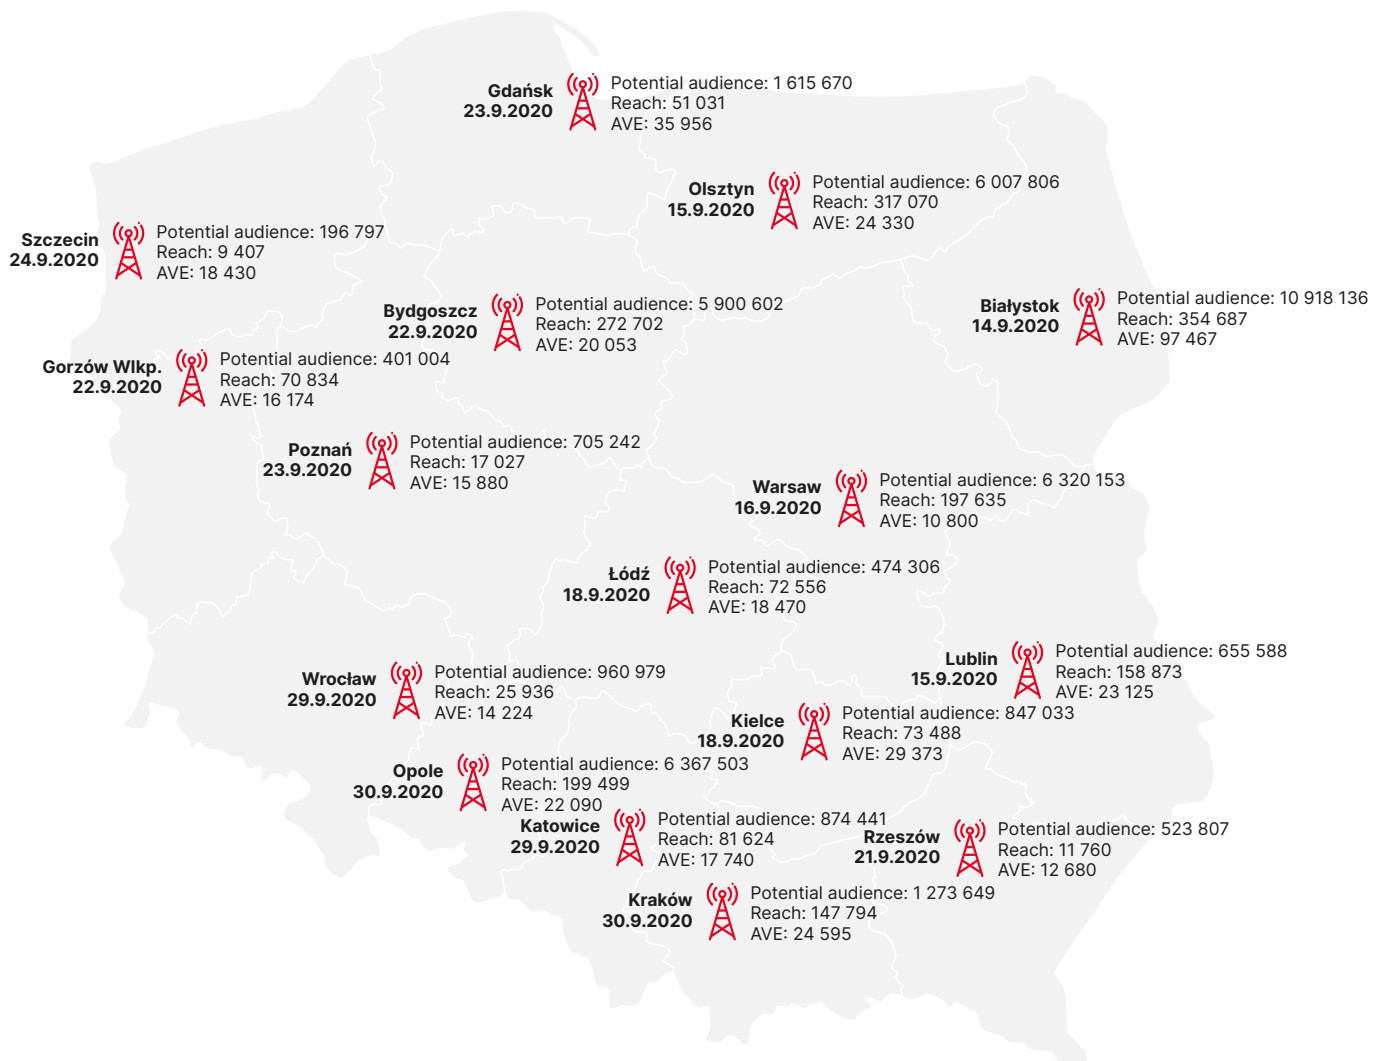 Gdańsk
23.9.2020
Potential audience: 1 615 670
Reach: 51 031
AVE: 35 956
Olsztyn
15.9.2020
Potential audience: 6 007 806
Reach: 317 070
AVE: 24 330
Szczecin
24.9.2020
Potential audience: 196 797
Reach: 9 407
AVE: 18 430
Bydgoszcz
22.9.2020
Potential audience: 5 900 602
Reach: 272 702
AVE: 20 053
Białystok
14.9.2020
Potential audience: 10 918 136
Reach: 354 687
AVE: 97 467
Gorzów Wlkp.
22.9.2020
Potential audience: 401 004
Reach: 70 834
AVE: 16 174
Poznań
23.9.2020
Potential audience: 705 242
Reach: 17 027
AVE: 15 880
Warsaw
16.9.2020
Potential audience: 6 320 153
Reach: 197 635
AVE: 10 800
Łódź
18.9.2020
Potential audience: 474 306
Reach: 72 556
AVE: 18 470
Lublin
15.9.2020
Potential audience: 655 588
Reach: 158 873
AVE: 23 125
Wrocław
29.9.2020
Potential audience: 960 979
Reach: 25 936
AVE: 14 224
Kielce
18.9.2020
Potential audience: 847 033
Reach: 73 488
AVE: 29 373
Opole
30.9.2020
Potential audience: 6 367 503
Reach: 199 499
AVE: 22 090
Katowice
29.9.2020
Potential audience: 874 441
Reach: 81 624
AVE: 17 740
Rzeszów
21.9.2020
Potential audience: 523 807
Reach: 11 760
AVE: 12 680
Kraków
30.9.2020
Potential audience: 1 273 649
Reach: 147 794
AVE: 24 595